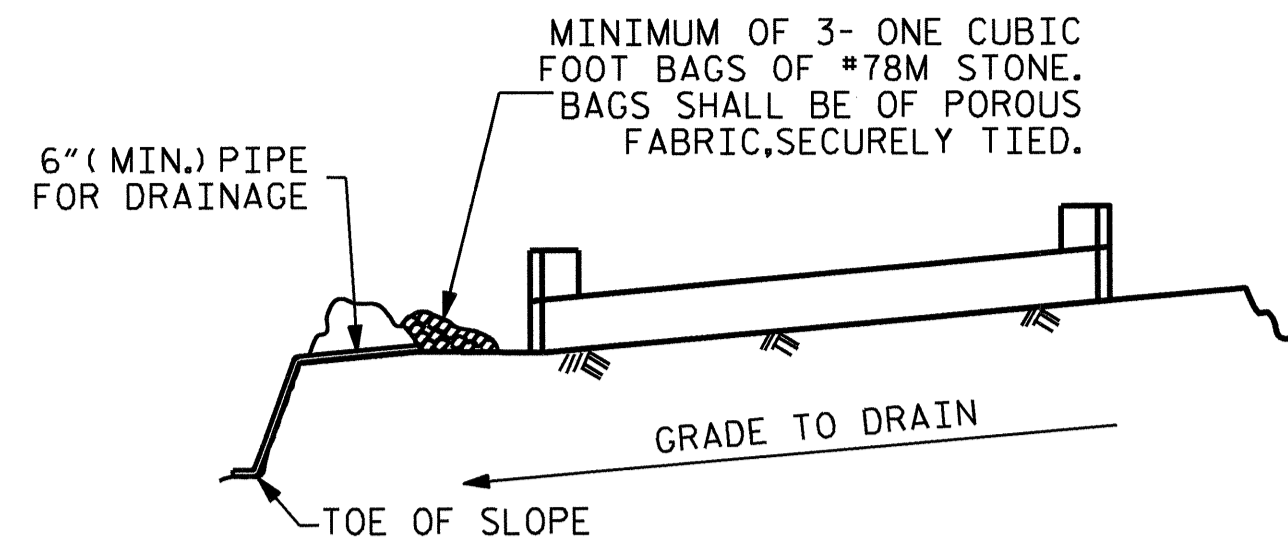 MINIMUM OF 3- ONE CUBIC
FOOT BAGS OF #78M STONE.
BAGS SHALL BE OF POROUS
FABRIC,SECURELY TIED.
6"(MIN.) PIPE
FOR DRAINAGE
GRADE TO DRAIN
TOE OF SLOPE